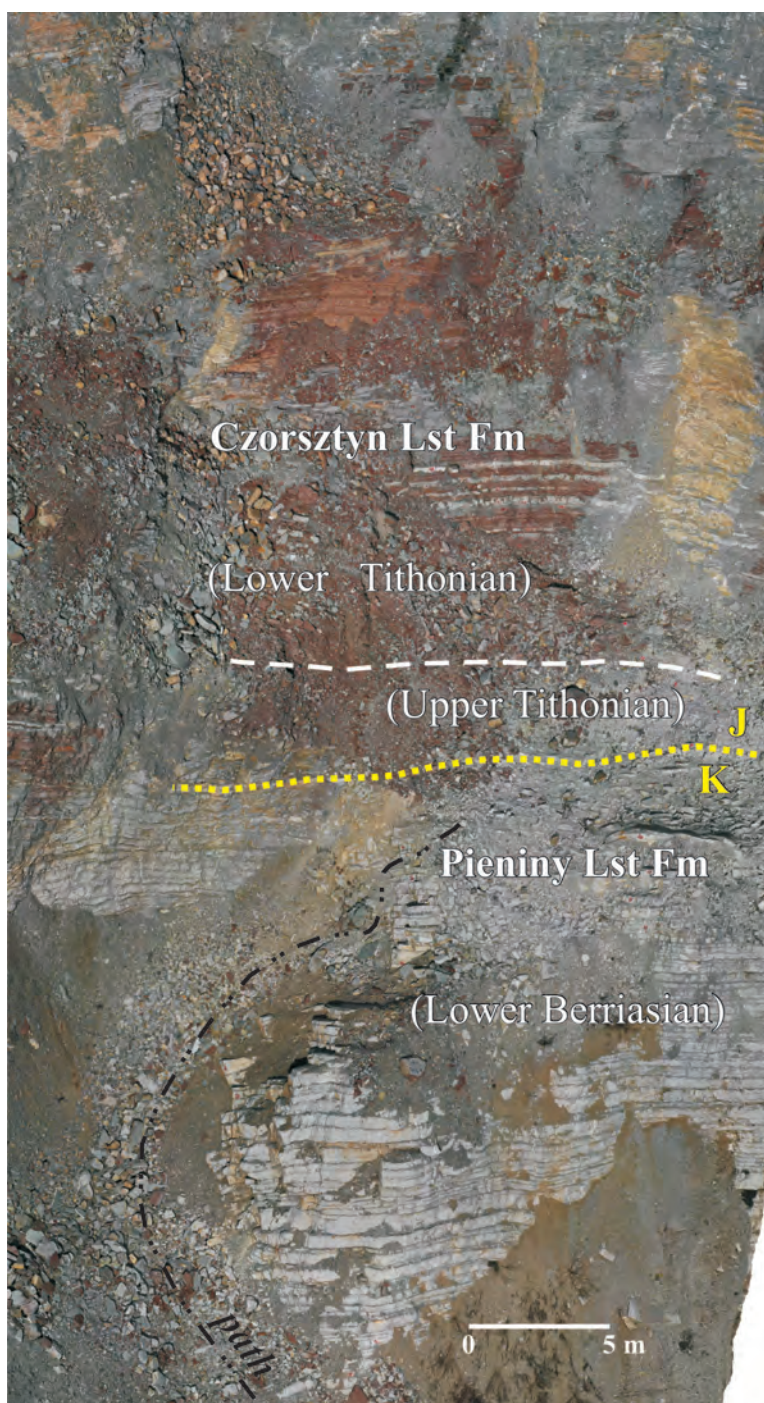 Czorsztyn Lst Fm
(Lower Tithonian)
(Upper Tithonian)
J
K
Pieniny Lst Fm
(Lower Berriasian)
path
0 5 m